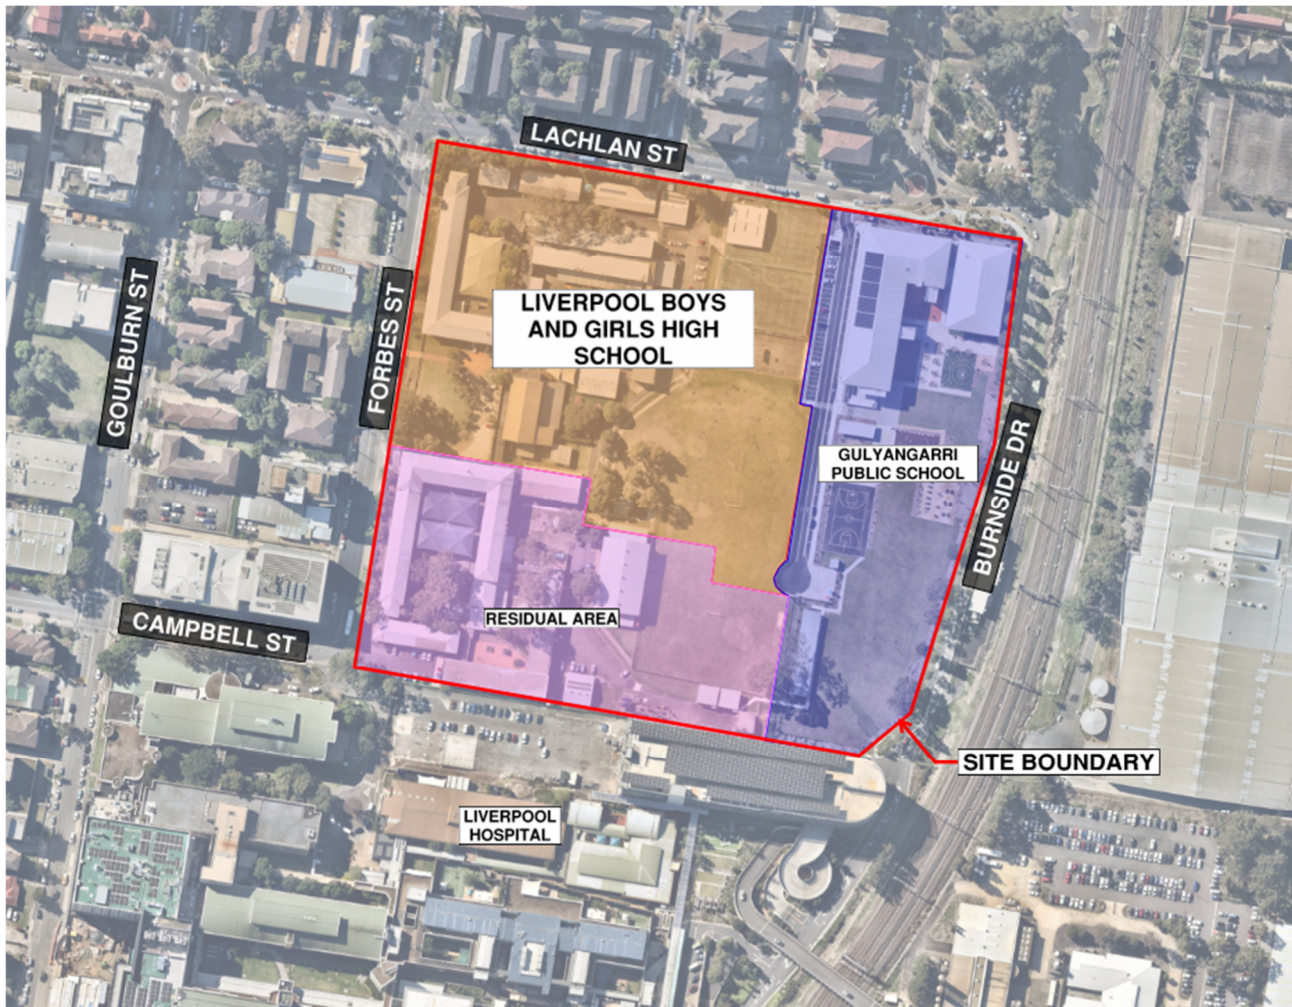 LACHLAN ST
LIVERPOOL BOYS
AND GIRLS HIGH
SCHOOL
GOULBURN ST
FORBES ST
GULYANGARRI
PUBLIC SCHOOL
BURNSIDE DR
RESIDUAL AREA
CAMPBELL ST
SITE BOUNDARY
LIVERPOOL
HOSPITAL